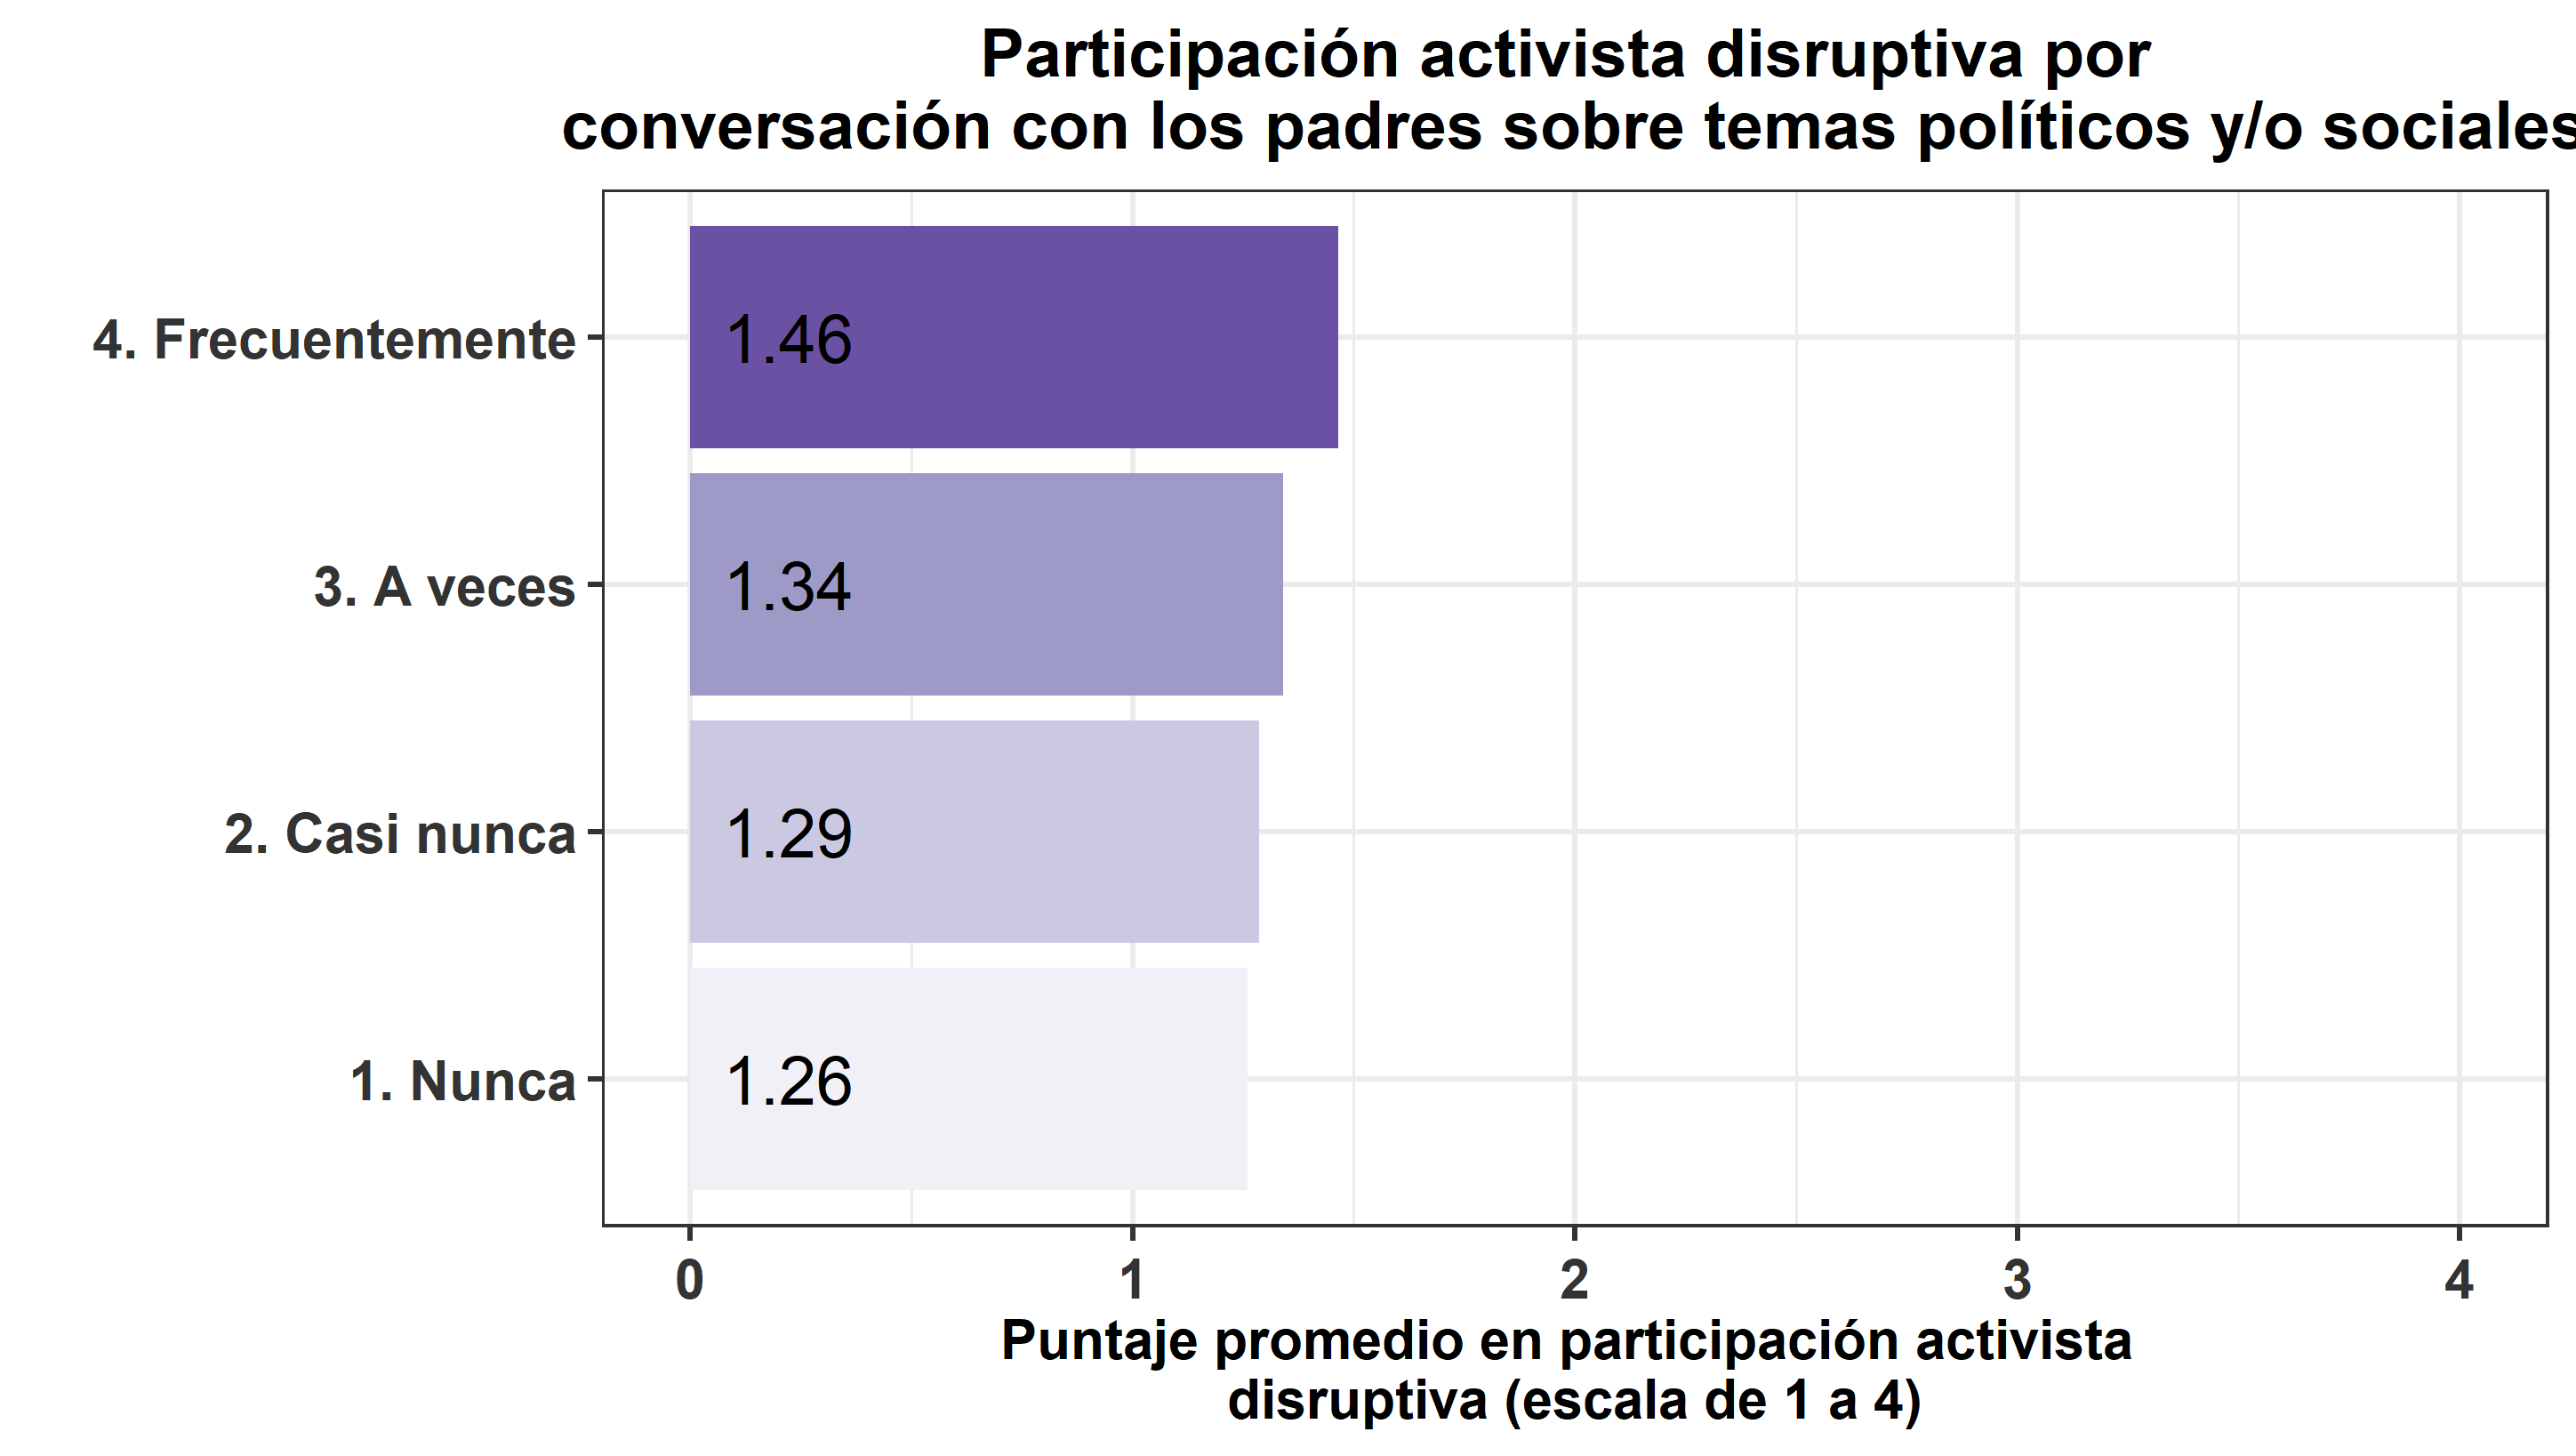 Participación activista disruptiva por
conversación con los padres sobre temas políticos y/o sociales
4. Frecuentemente
1.46
3. A veces
1.34
2. Casi nunca
1.29
1. Nunca
1.26
0 1 2 3 4
Puntaje promedio en participación activista
disruptiva (escala de 1 a 4)